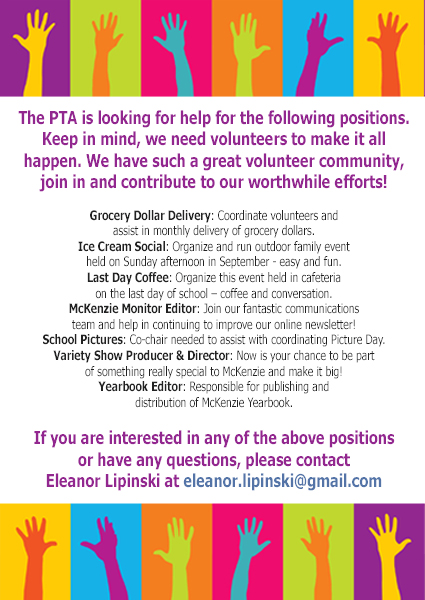 The PTA is looking for help for the following positions.
Keep in mind, we need volunteers to make it all
happen. We have such a great volunteer community,
join in and contribute to our worthwhile efforts!
Grocery Dollar Delivery: Coordinate volunteers and
assist in monthly delivery of grocery dollars.
Ice Cream Social: Organize and run outdoor family event
held on Sunday afternoon in September - easy and fun.
Last Day Coffee: Organize this event held in cafeteria
on the last day of school – coffee and conversation.
McKenzie Monitor Editor: Join our fantastic communications
team and help in continuing to improve our online newsletter!
School Pictures: Co-chair needed to assist with coordinating Picture Day.
Variety Show Producer & Director: Now is your chance to be part
of something really special to McKenzie and make it big!
Yearbook Editor: Responsible for publishing and
distribution of McKenzie Yearbook.
If you are interested in any of the above positions
or have any questions, please contact
Eleanor Lipinski at eleanor.lipinski@gmail.com